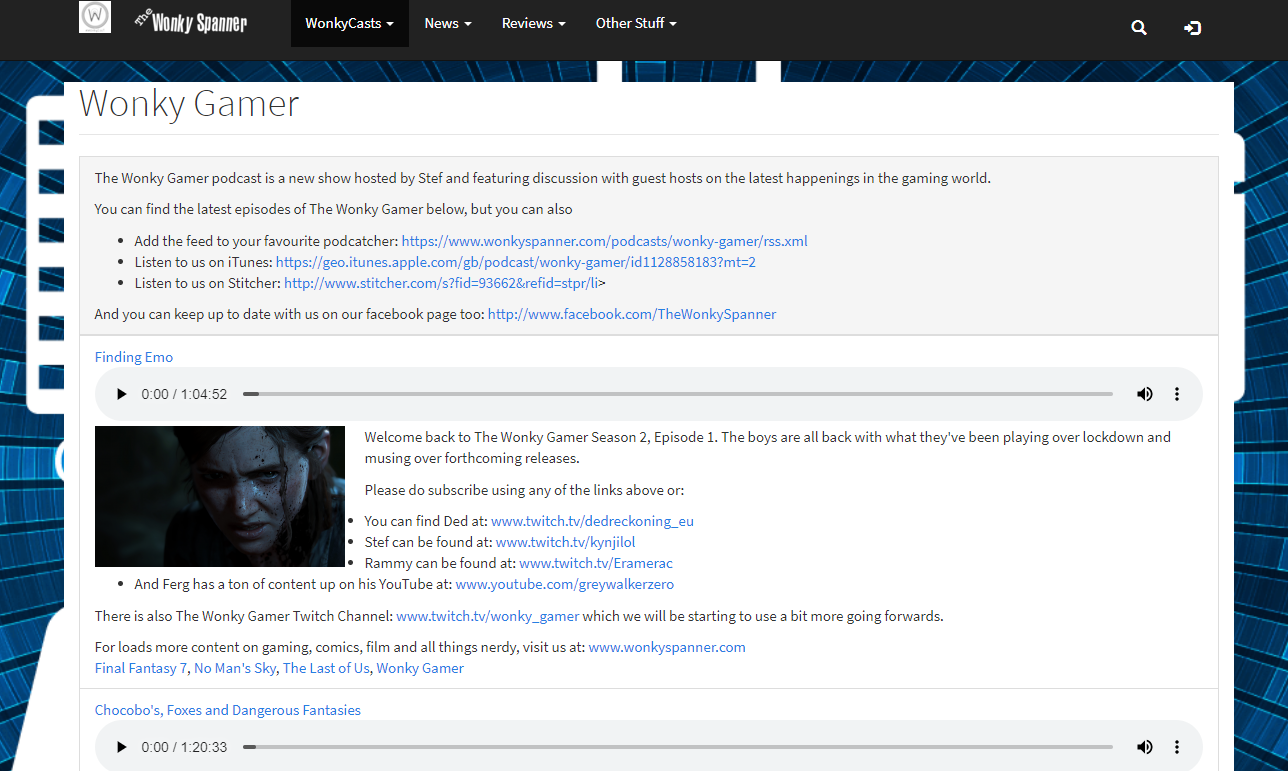 W
The Wonky Spanner
WonkyCasts
News
Reviews
Other Stuff
Wonky Gamer
The Wonky Gamer podcast is a new show hosted by Stef and featuring discussion with guest hosts on the latest happenings in the gaming world.
You can find the latest episodes of The Wonky Gamer below, but you can also
• Add the feed to your favourite podcatcher: https://www.wonkyspanner.com/podcasts/wonky-gamer/rss.xml
• Listen to us on iTunes: https://geo.itunes.apple.com/gb/podcast/wonky-gamer/id1128858183?mt=2
• Listen to us on Stitcher: http://www.stitcher.com/s?fid=93662&refid=stpr/li>
And you can keep up to date with us on our facebook page too: http://www.facebook.com/TheWonkySpanner
Finding Emo
0:00 / 1:04:52
Welcome back to The Wonky Gamer Season 2, Episode 1. The boys are all back with what they've been playing over lockdown and
musing over forthcoming releases.
Please do subscribe using any of the links above or:
• You can find Ded at: www.twitch.tv/dedreckoning_eu
• Stef can be found at: www.twitch.tv/kynjilol
• Rammy can be found at: www.twitch.tv/Eramerac
• And Ferg has a ton of content up on his YouTube at: www.youtube.com/greywalkerzero
There is also The Wonky Gamer Twitch Channel: www.twitch.tv/wonky_gamer which we will be starting to use a bit more going forwards.
For loads more content on gaming, comics, film and all things nerdy, visit us at: www.wonkyspanner.com
Final Fantasy 7, No Man's Sky, The Last of Us, Wonky Gamer
Chocobo's, Foxes and Dangerous Fantasies
0:00 / 1:20:33